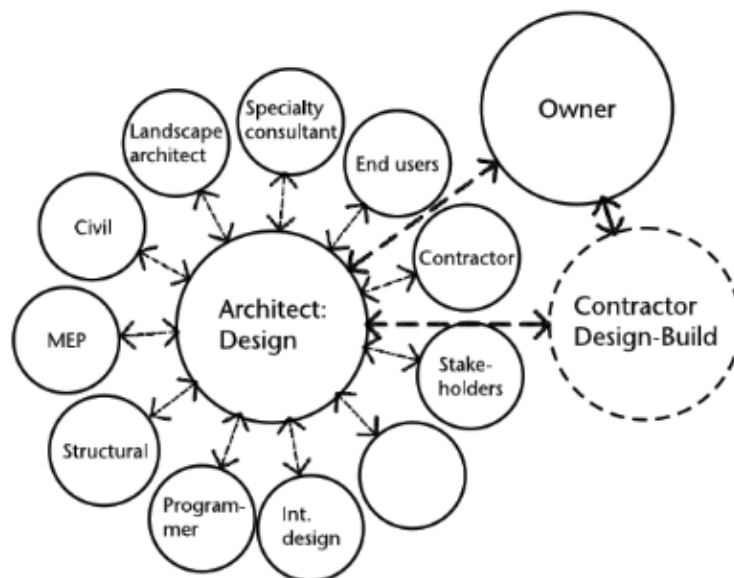 Specialty
consultant
Owner
Landscape
architect
End users
Civil
Contractor
Architect:
Design
Contractor
Design-Build
MEP
Stake-
holders
Structural
Program-
mer
Int.
design